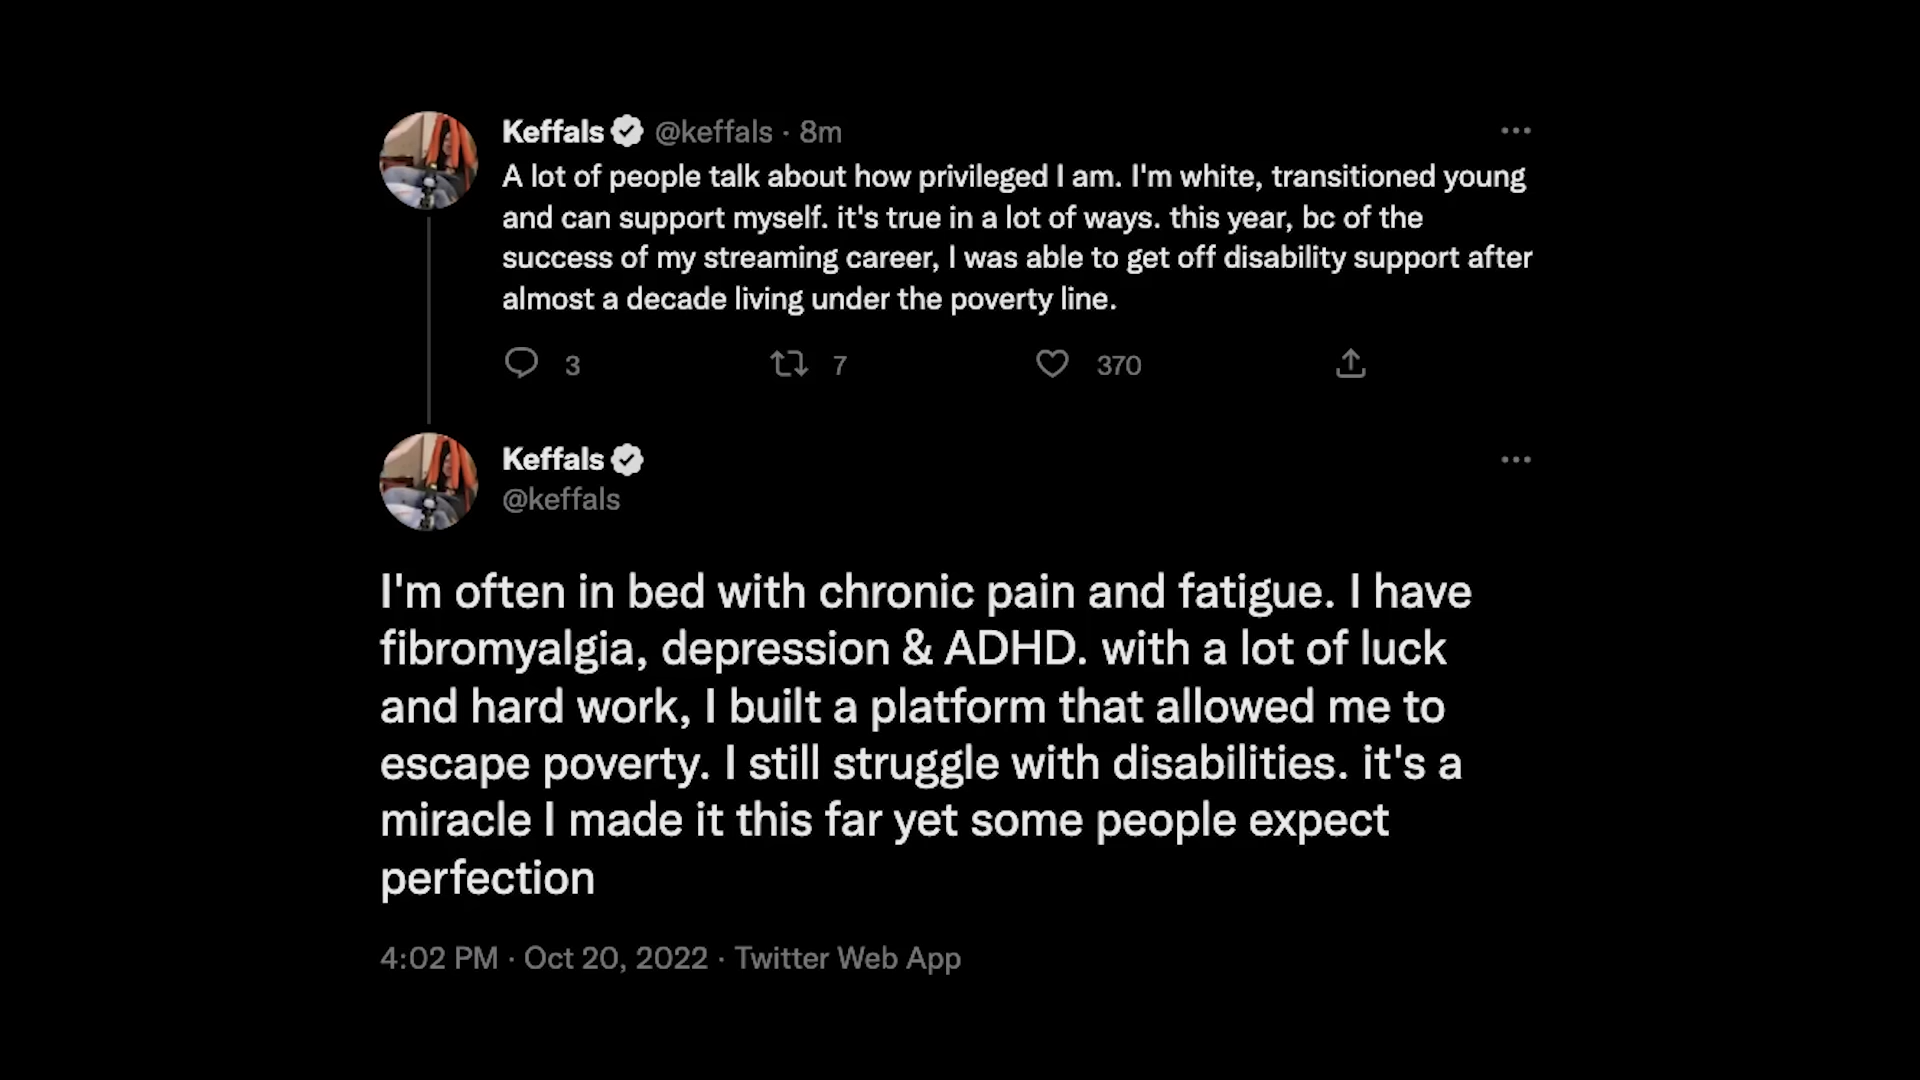 Keffals @keffals · 8m
A lot of people talk about how privileged I am. I'm white, transitioned young
and can support myself. it's true in a lot of ways. this year, bc of the
success of my streaming career, I was able to get off disability support after
almost a decade living under the poverty line.
3 7 370
Keffals
@keffals
I'm often in bed with chronic pain and fatigue. I have
fibromyalgia, depression & ADHD. with a lot of luck
and hard work, I built a platform that allowed me to
escape poverty. I still struggle with disabilities. it's a
miracle I made it this far yet some people expect
perfection
4:02 PM · Oct 20, 2022 · Twitter Web App